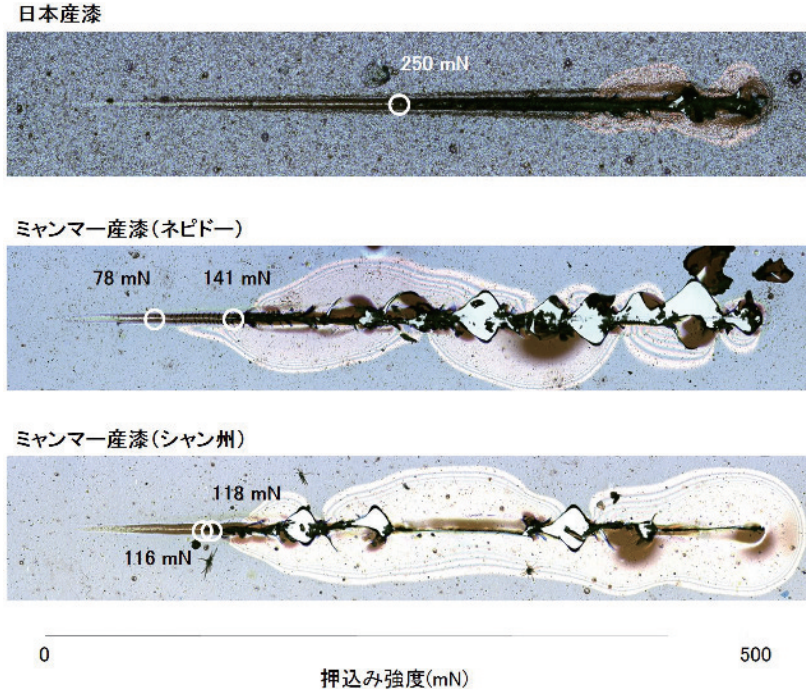 日本産漆
250 mN
ミャンマー産漆(ネピドー)
78 mN 141 mN
ミャンマー産漆(シャン州)
118 mN
116 mN
0 500
押込み強度(mN)